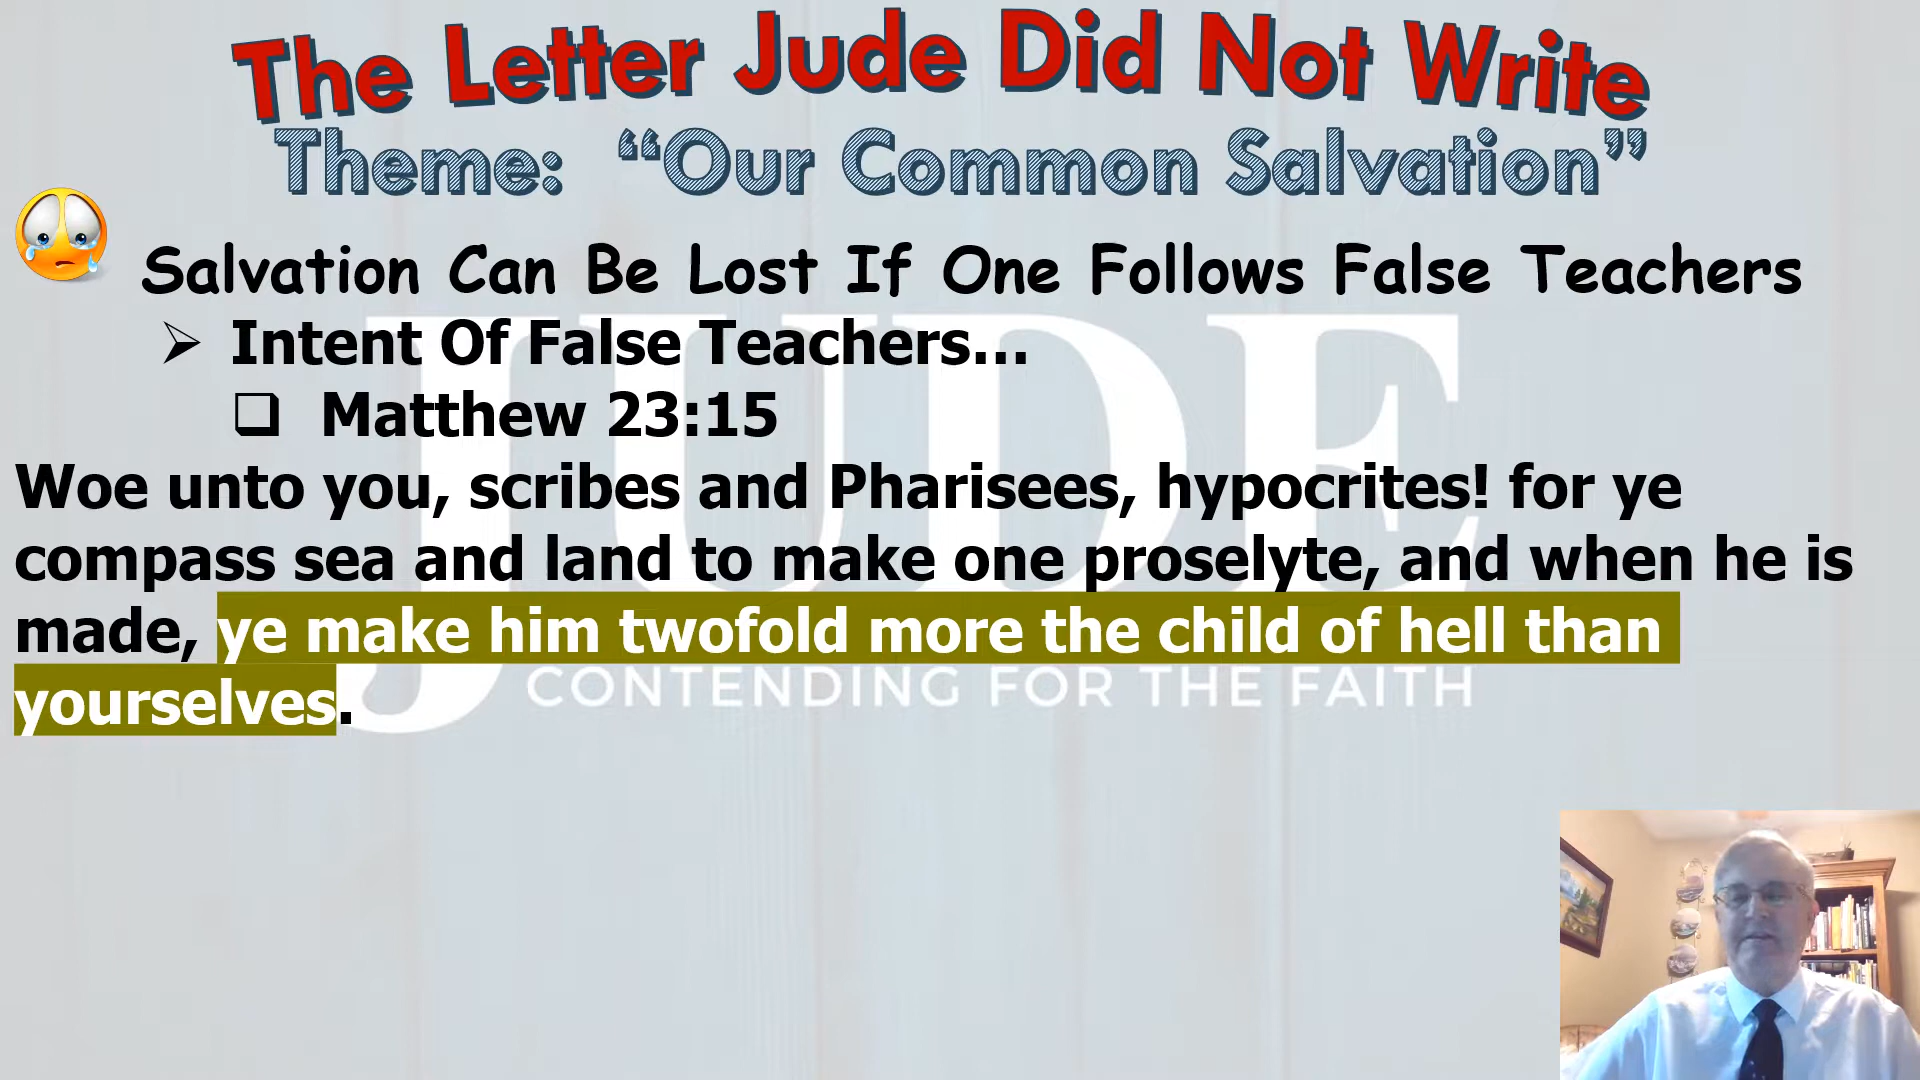 The Letter Jude Did Not Write
Theme: “Our Common Salvation”
Salvation Can Be Lost If One Follows False Teachers
Intent Of False Teachers...
Matthew 23:15
Woe unto you, scribes and Pharisees, hypocrites! for ye
compass sea and land to make one proselyte, and when he is
made, ye make him twofold more the child of hell than
yourselves.
JUDE
CONTENDING FOR THE FAITH